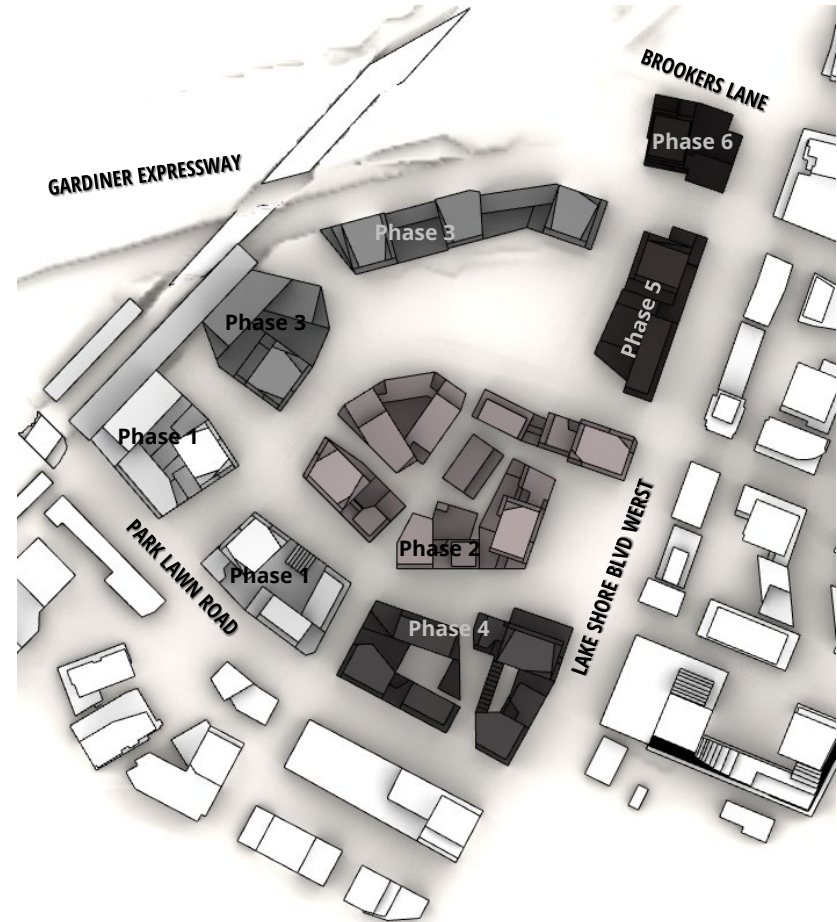 BROOKERS LANE
Phase 6
GARDINER EXPRESSWAY
Phase 3
Phase 5
Phase 3
Phase 1
PARK LAWN ROAD
Phase 2
Phase 1
LAKE SHORE BLVD WERST
Phase 4